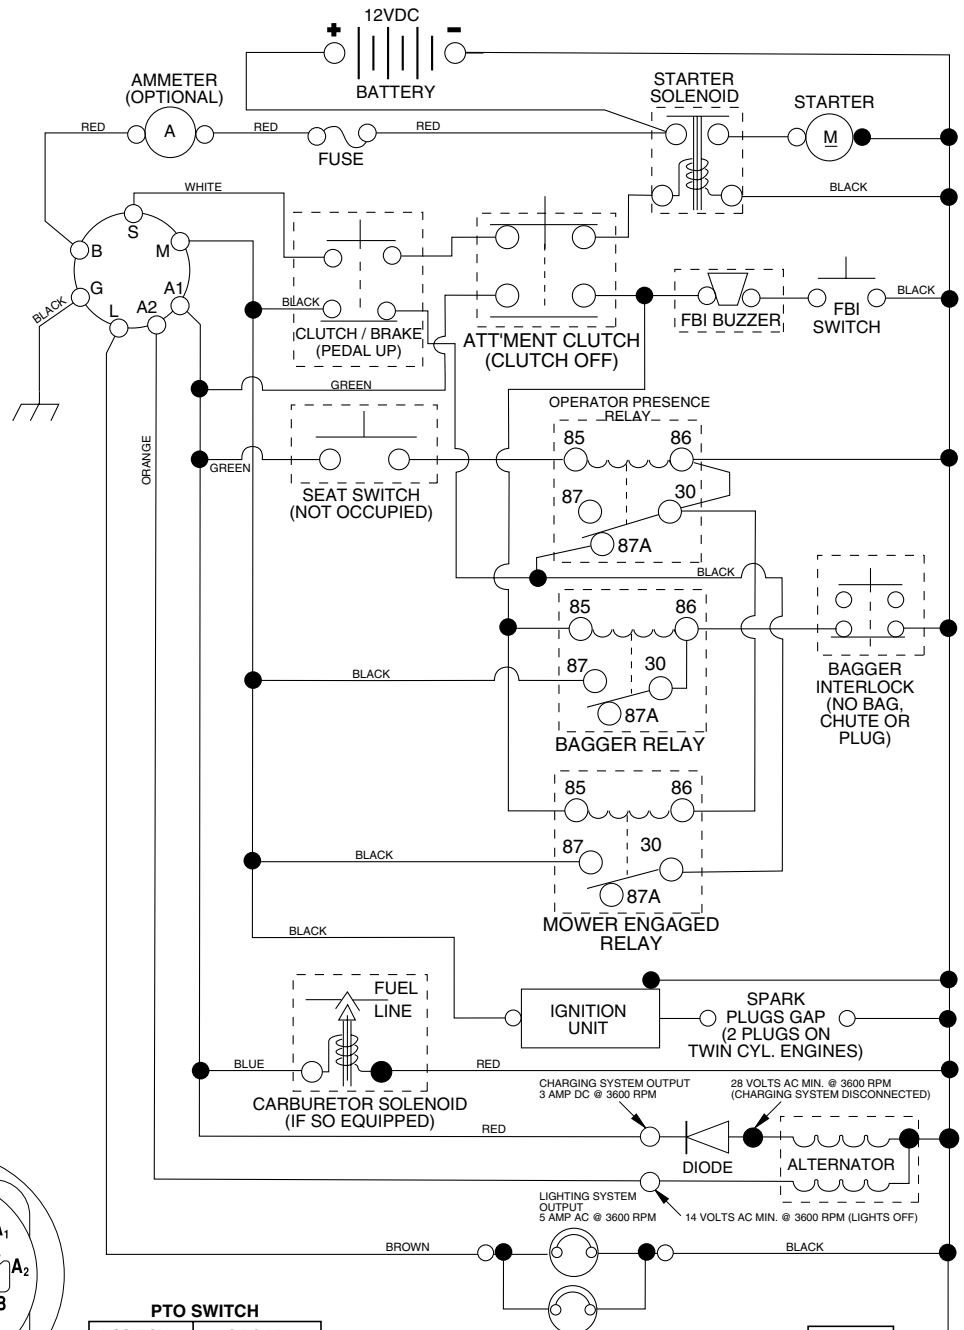 12VDC
+
-
BATTERY
AMMETER
(OPTIONAL)
STARTER
SOLENOID
STARTER
RED
A
RED
RED
FUSE
M
WHITE
BLACK
S
B
M
G
A1
L
A2
BLACK
BLACK
CLUTCH / BRAKE
(PEDAL UP)
ATT'MENT CLUTCH
(CLUTCH OFF)
FBI BUZZER
FBI
SWITCH
BLACK
GREEN
OPERATOR PRESENCE
RELAY
ORANGE
GREEN
SEAT SWITCH
(NOT OCCUPIED)
85
86
87
30
87A
BLACK
85
86
BLACK
87
30
87A
BAGGER RELAY
BAGGER
INTERLOCK
(NO BAG,
CHUTE OR
PLUG)
85
86
BLACK
87
30
87A
MOWER ENGAGED
RELAY
BLACK
FUEL
LINE
IGNITION
UNIT
SPARK
PLUGS GAP
(2 PLUGS ON
TWIN CYL. ENGINES)
BLUE
RED
CARBURETOR SOLENOID
(IF SO EQUIPPED)
CHARGING SYSTEM OUTPUT
3 AMP DC @ 3600 RPM
28 VOLTS AC MIN. @ 3600 RPM
(CHARGING SYSTEM DISCONNECTED)
RED
DIODE
ALTERNATOR
LIGHTING SYSTEM
OUTPUT
5 AMP AC @ 3600 RPM
14 VOLTS AC MIN. @ 3600 RPM (LIGHTS OFF)
BROWN
BLACK
A1
A2
B
PTO SWITCH